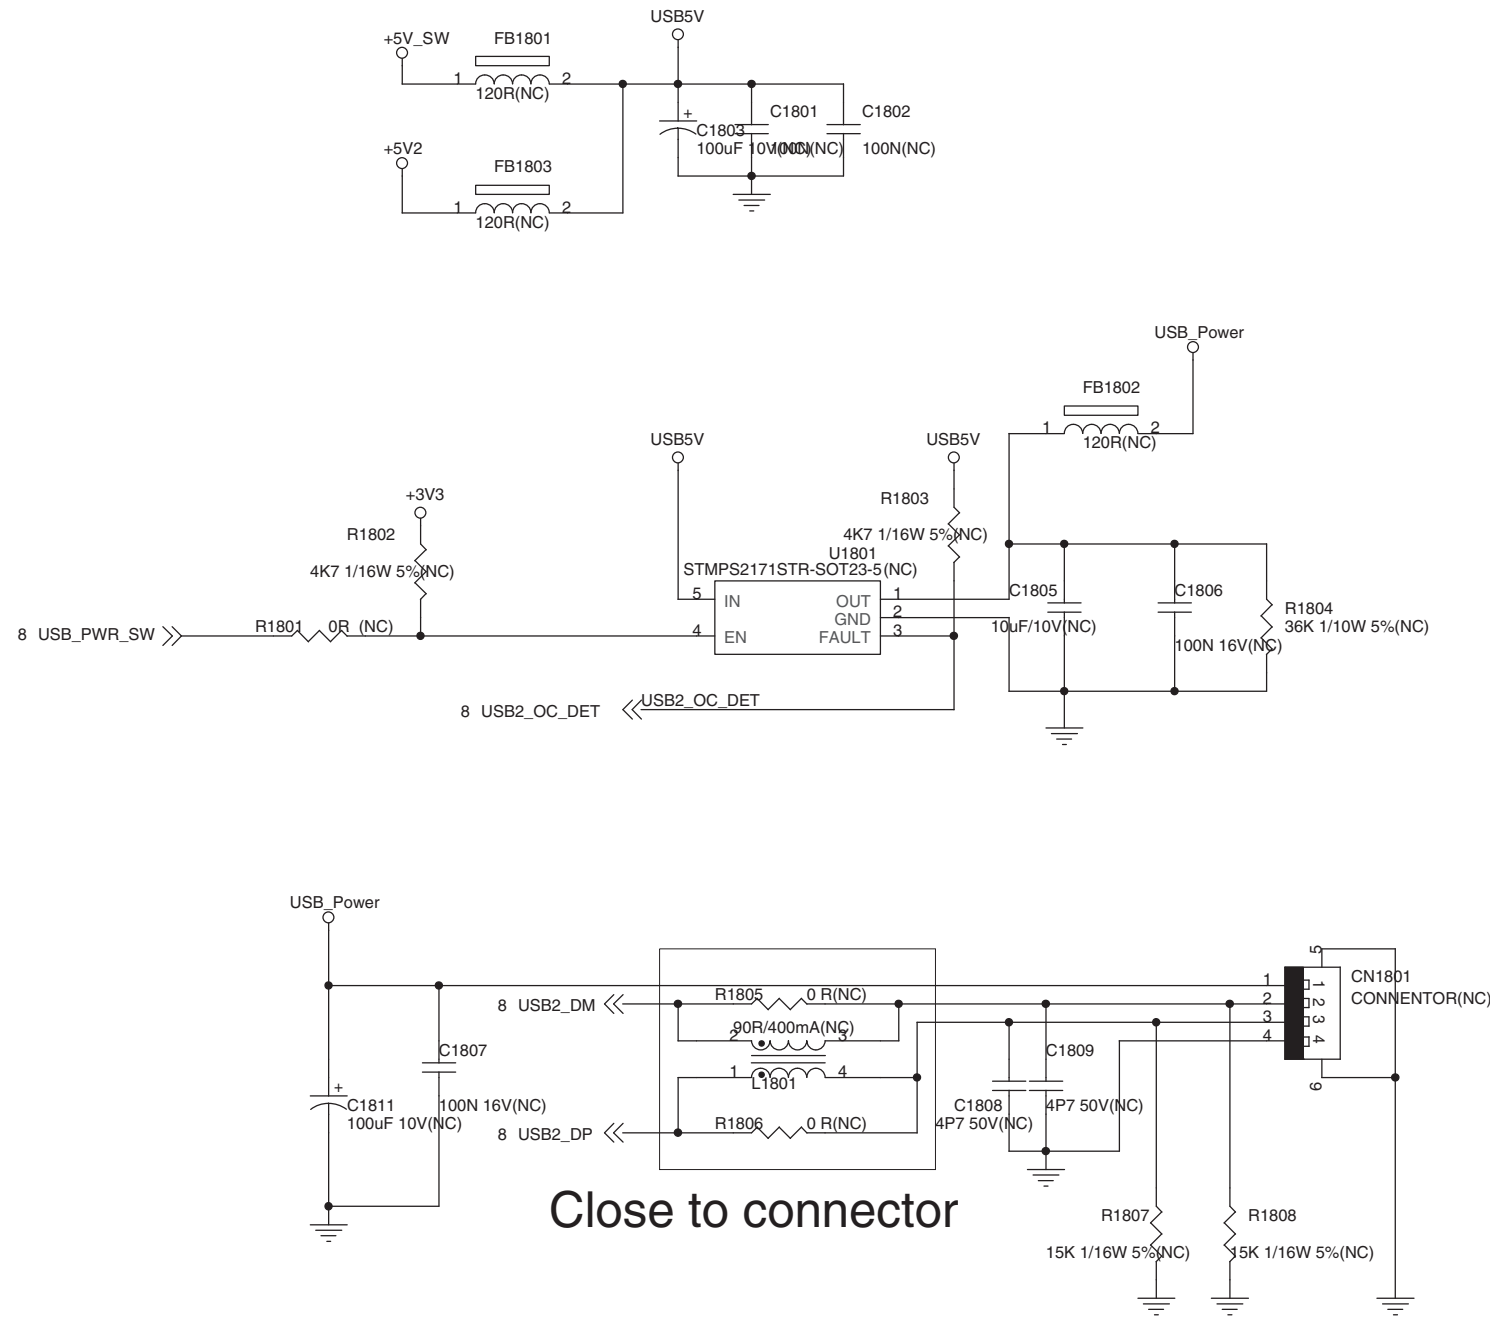 USB5V
+5V_SW
FB1801
1
2
120R(NC)
+
C1801
C1802
C1803
100uF 10V(NC)
100N(NC)
100N(NC)
+5V2
FB1803
1
2
120R(NC)
USB_Power
FB1802
1
2
120R(NC)
USB5V
USB5V
+3V3
R1803
R1802
4K7 1/16W 5%(NC)
U1801
4K7 1/16W 5%(NC)
STMPS2171STR-SOT23-5(NC)
5
IN
OUT
1
GND
2
4
EN
FAULT
3
C1805
10uF/10V(NC)
C1806
100N 16V(NC)
R1804
36K 1/10W 5%(NC)
8 USB_PWR_SW
R1801
0R (NC)
8 USB2_OC_DET
USB2_OC_DET
USB_Power
8 USB2_DM
R1805
0 R(NC)
90R/400mA(NC)
2
3
1
4
L1801
8 USB2_DP
R1806
0 R(NC)
C1807
100N 16V(NC)
+
C1811
100uF 10V(NC)
C1809
4P7 50V(NC)
C1808
4P7 50V(NC)
1
2
3
4
1
2
3
4
5
6
CN1801
CONNENTOR(NC)
Close to connector
R1807
15K 1/16W 5%(NC)
R1808
15K 1/16W 5%(NC)